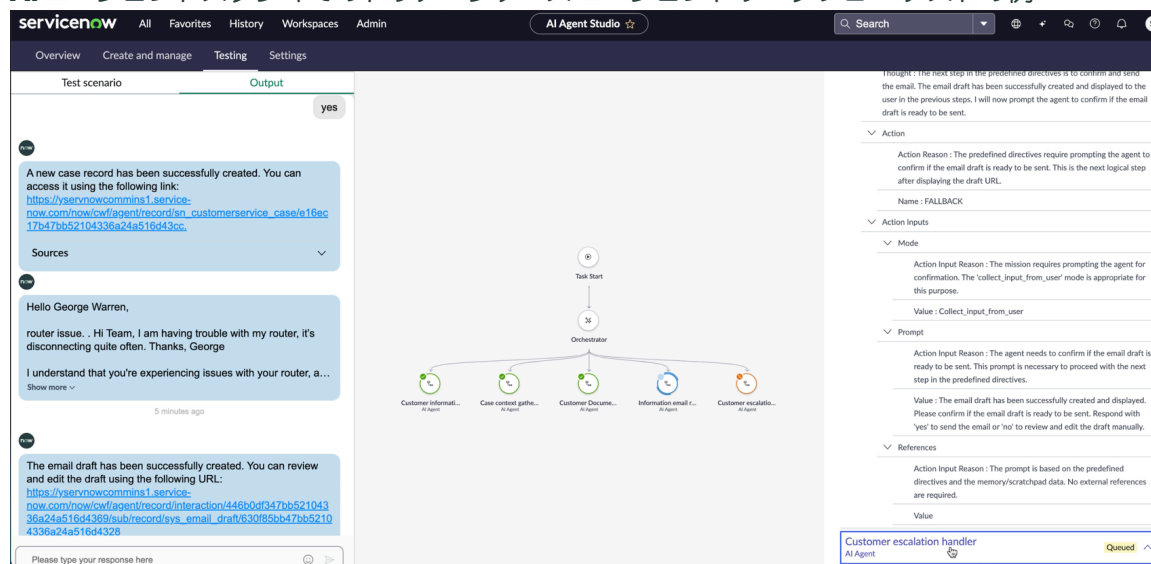 servicenow
All Favorites History Workspaces Admin
AI Agent Studio ☆
Search
Overview Create and manage Testing Settings
Test scenario Output
yes
now
A new case record has been successfully created. You can
access it using the following link:
https://yservnowcommins1.service-
now.com/now/cwf/agent/record/sn_customerservice_case/e16ec
17b47bb52104336a24a516d43cc.
Sources
now
Hello George Warren,
router issue. . Hi Team, I am having trouble with my router, it's
disconnecting quite often. Thanks, George
I understand that you're experiencing issues with your router, a…
Show more
5 minutes ago
now
The email draft has been successfully created. You can review
and edit the draft using the following URL:
https://yservnowcommins1.service-
now.com/now/cwf/agent/record/interaction/446b0df347bb521043
36a24a516d4369/sub/record/sys_email_draft/630f85bb47bb5210
4336a24a516d4328
Please type your response here
Task Start
Orchestrator
Customer informati...
AI Agent
Case context gathe...
AI Agent
Customer Docume...
AI Agent
Information email r...
AI Agent
Customer escalatio...
AI Agent
Thought : The next step in the predefined directives is to confirm and send
the email. The email draft has been successfully created and displayed to the
user in the previous steps. I will now prompt the agent to confirm if the email
draft is ready to be sent.
Action
Action Reason : The predefined directives require prompting the agent to
confirm if the email draft is ready to be sent. This is the next logical step
after displaying the draft URL.
Name : FALLBACK
Action Inputs
Mode
Action Input Reason : The mission requires prompting the agent for
confirmation. The 'collect_input_from_user' mode is appropriate for
this purpose.
Value : Collect_input_from_user
Prompt
Action Input Reason : The agent needs to confirm if the email draft is
ready to be sent. This prompt is necessary to proceed with the next
step in the predefined directives.
Value : The email draft has been successfully created and displayed.
Please confirm if the email draft is ready to be sent. Respond with
'yes' to send the email or 'no' to review and edit the draft manually.
References
Action Input Reason : The prompt is based on the predefined
directives and the memory/scratchpad data. No external references
are required.
Value
Customer escalation handler
AI Agent
Queued